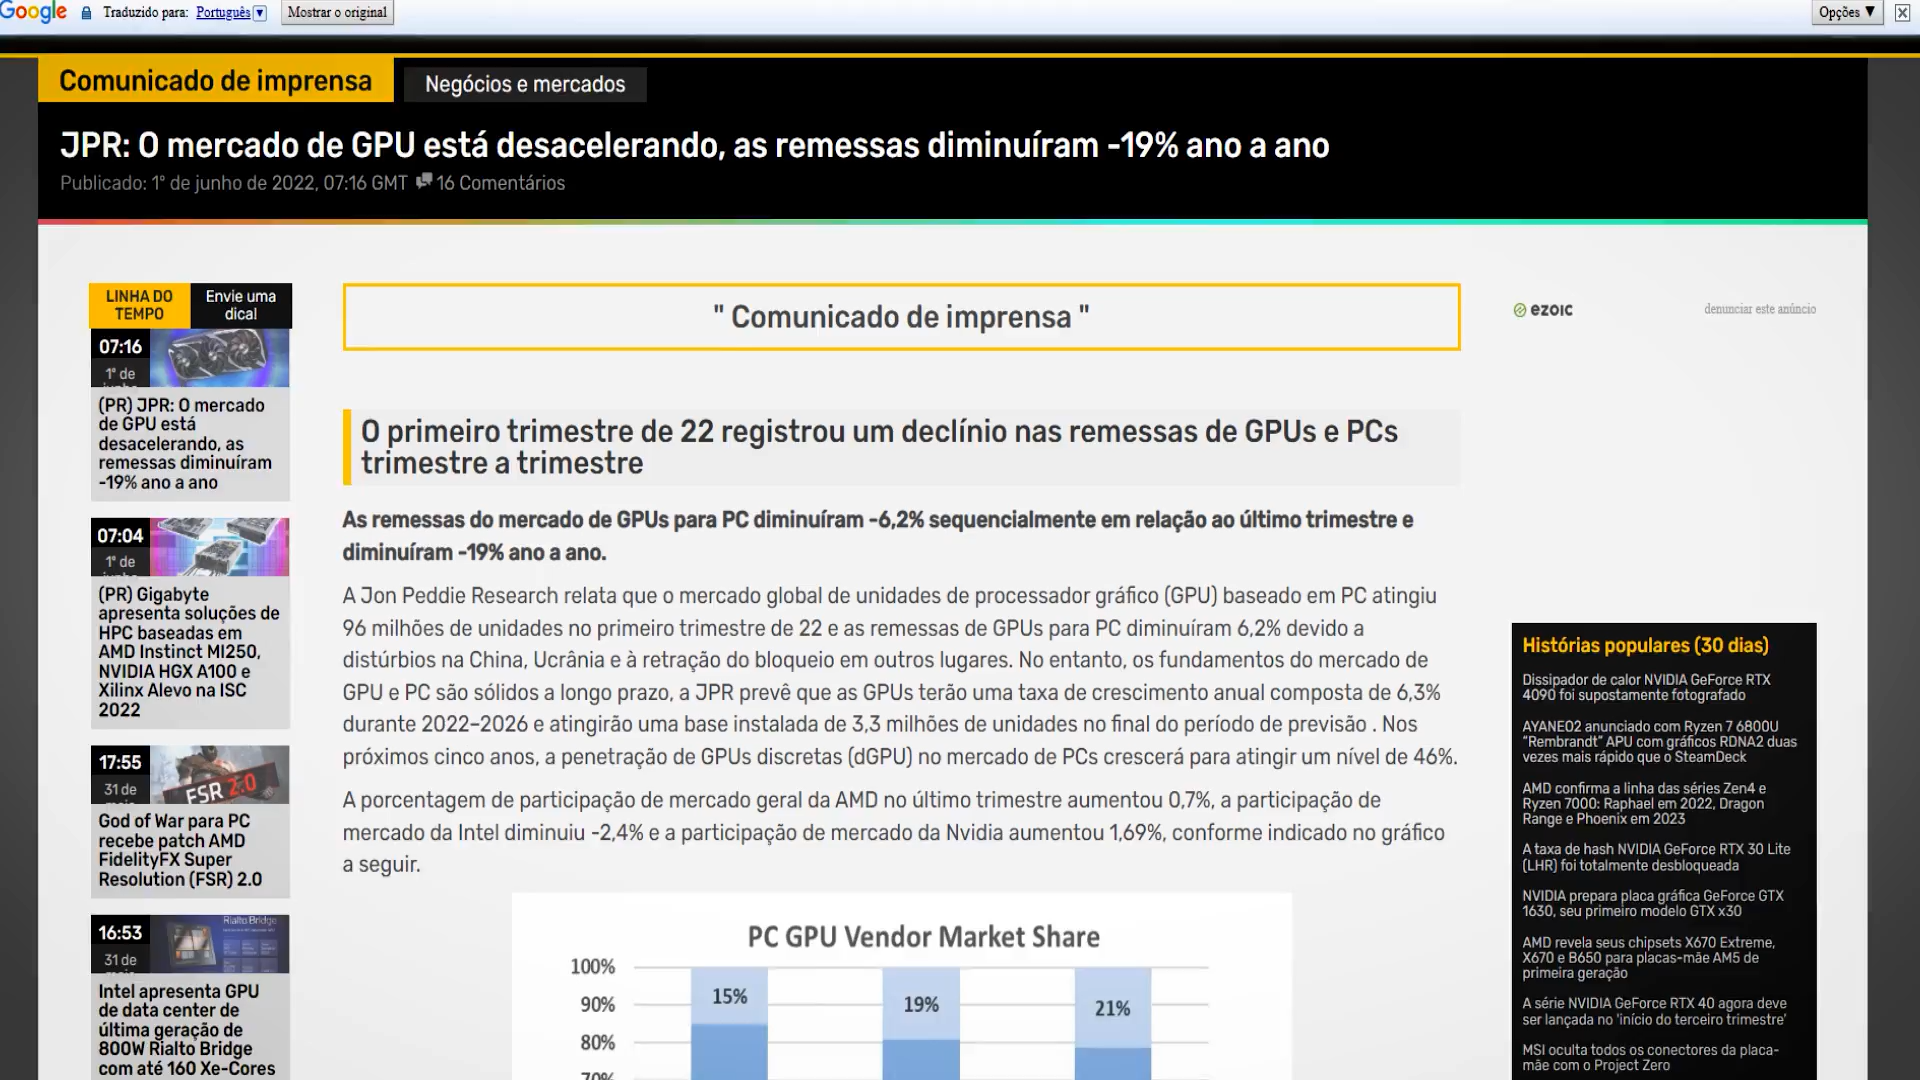 Google Traduzido para: Português Mostrar o original Opções ▼
Comunicado de imprensa
Negócios e mercados
JPR: O mercado de GPU está desacelerando, as remessas diminuíram -19% ano a ano
Publicado: 1º de junho de 2022, 07:16 GMT 16 Comentários
LINHA DO
TEMPO
Envie uma
dica!
07:16
1º de
junho
(PR) JPR: O mercado
de GPU está
desacelerando, as
remessas diminuíram
-19% ano a ano
07:04
1º de
junho
(PR) Gigabyte
apresenta soluções de
HPC baseadas em
AMD Instinct MI250,
NVIDIA HGX A100 e
Xilinx Alevo na ISC
2022
17:55
31 de
maio
FSR 2.0
God of War para PC
recebe patch AMD
FidelityFX Super
Resolution (FSR) 2.0
16:53
31 de
maio
Rialto Bridge
Intel apresenta GPU
de data center de
última geração de
800W Rialto Bridge
com até 160 Xe-Cores
" Comunicado de imprensa "
O primeiro trimestre de 22 registrou um declínio nas remessas de GPUs e PCs
trimestre a trimestre
As remessas do mercado de GPUs para PC diminuíram -6,2% sequencialmente em relação ao último trimestre e
diminuíram -19% ano a ano.
A Jon Peddie Research relata que o mercado global de unidades de processador gráfico (GPU) baseado em PC atingiu
96 milhões de unidades no primeiro trimestre de 22 e as remessas de GPUs para PC diminuíram 6,2% devido a
distúrbios na China, Ucrânia e à retração do bloqueio em outros lugares. No entanto, os fundamentos do mercado de
GPU e PC são sólidos a longo prazo, a JPR prevê que as GPUs terão uma taxa de crescimento anual composta de 6,3%
durante 2022–2026 e atingirão uma base instalada de 3,3 milhões de unidades no final do período de previsão . Nos
próximos cinco anos, a penetração de GPUs discretas (dGPU) no mercado de PCs crescerá para atingir um nível de 46%.
A porcentagem de participação de mercado geral da AMD no último trimestre aumentou 0,7%, a participação de
mercado da Intel diminuiu -2,4% e a participação de mercado da Nvidia aumentou 1,69%, conforme indicado no gráfico
a seguir.
PC GPU Vendor Market Share
100%
90%
80%
70%
15%
19%
21%
ezoic
denunciar este anúncio
Histórias populares (30 dias)
Dissipador de calor NVIDIA GeForce RTX
4090 foi supostamente fotografado
AYANEO2 anunciado com Ryzen 7 6800U
“Rembrandt” APU com gráficos RDNA2 duas
vezes mais rápido que o SteamDeck
AMD confirma a linha das séries Zen4 e
Ryzen 7000: Raphael em 2022, Dragon
Range e Phoenix em 2023
A taxa de hash NVIDIA GeForce RTX 30 Lite
(LHR) foi totalmente desbloqueada
NVIDIA prepara placa gráfica GeForce GTX
1630, seu primeiro modelo GTX x30
AMD revela seus chipsets X670 Extreme,
X670 e B650 para placas-mãe AM5 de
primeira geração
A série NVIDIA GeForce RTX 40 agora deve
ser lançada no 'início do terceiro trimestre'
MSI oculta todos os conectores da placa-
mãe com o Project Zero